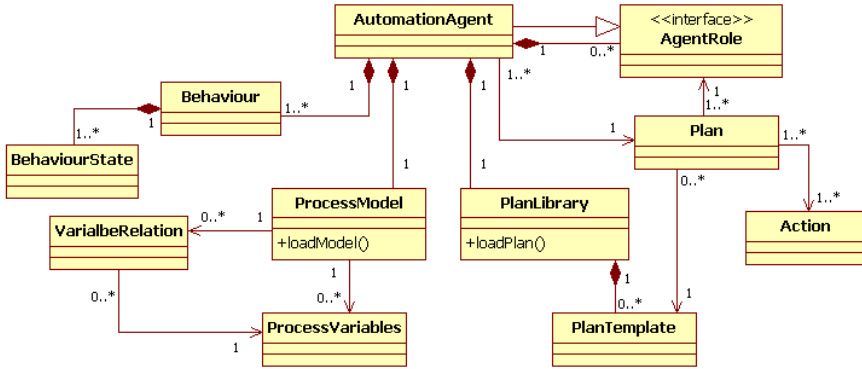 AutomationAgent
<<interface>>
AgentRole
1
0..*
1..*
1
1
1
Behaviour
1..*
1
1..*
BehaviourState
1
1..*
1
Plan
1..*
0..*
1..*
Action
1
1
ProcessModel
+loadModel()
PlanLibrary
+loadPlan()
0..*
1
VarialbeRelation
1
0..*
0..*
1
ProcessVariables
1
0..*
1
PlanTemplate